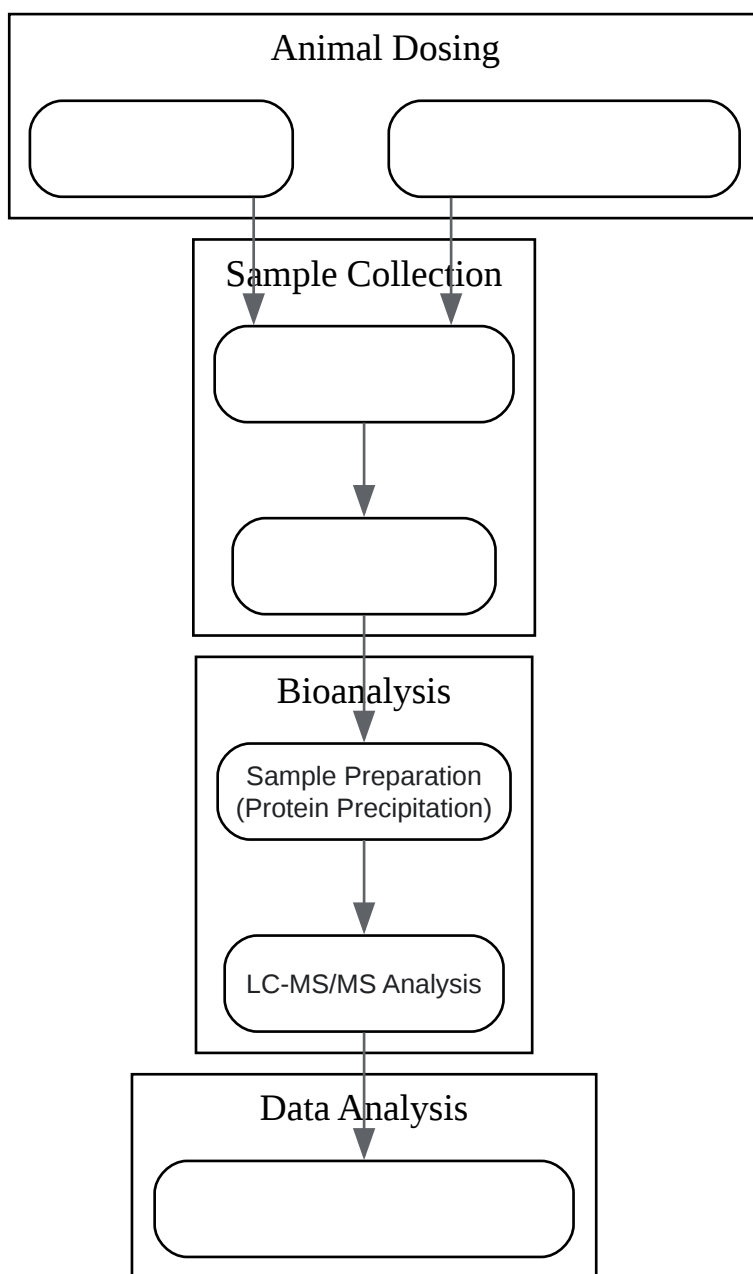 Animal Dosing
Sample Collection
Bioanalysis
Sample Preparation
(Protein Precipitation)
LC-MS/MS Analysis
Data Analysis